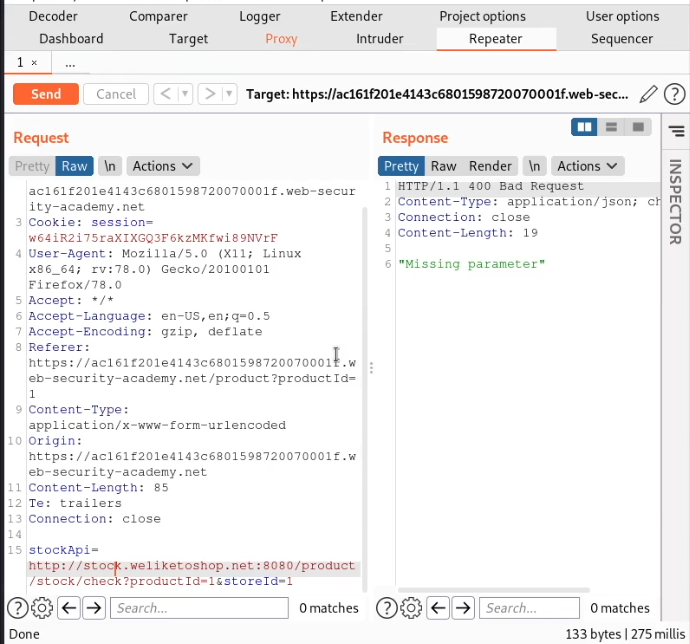 Decoder Comparer Logger Extender Project options User options
Dashboard Target Proxy Intruder Repeater Sequencer
1 × ...
Send Cancel < > Target: https://ac161f201e4143c6801598720070001f.web-sec... ?
Request
Pretty Raw \n Actions
ac161f201e4143c6801598720070001f.web-secur
ity-academy.net
3 Cookie: session=
w64iR2i75raXIXGQ3F6kzMKfwi89NVrF
4 User-Agent: Mozilla/5.0 (X11; Linux
x86_64; rv:78.0) Gecko/20100101
Firefox/78.0
5 Accept: */*
6 Accept-Language: en-US,en;q=0.5
7 Accept-Encoding: gzip, deflate
8 Referer:
https://ac161f201e4143c6801598720070001f.w
eb-security-academy.net/product?productId=
1
9 Content-Type:
application/x-www-form-urlencoded
10 Origin:
https://ac161f201e4143c6801598720070001f.w
eb-security-academy.net
11 Content-Length: 85
12 Te: trailers
13 Connection: close
14
15 stockApi=
http://stock.weliketoshop.net:8080/product
/stock/check?productId=1&storeId=1
? Search... 0 matches
Response
Pretty Raw Render \n Actions
1 HTTP/1.1 400 Bad Request
2 Content-Type: application/json; ch
3 Connection: close
4 Content-Length: 19
5
6 "Missing parameter"
? Search... 0 matches
INSPECTOR
Done 133 bytes | 275 millis